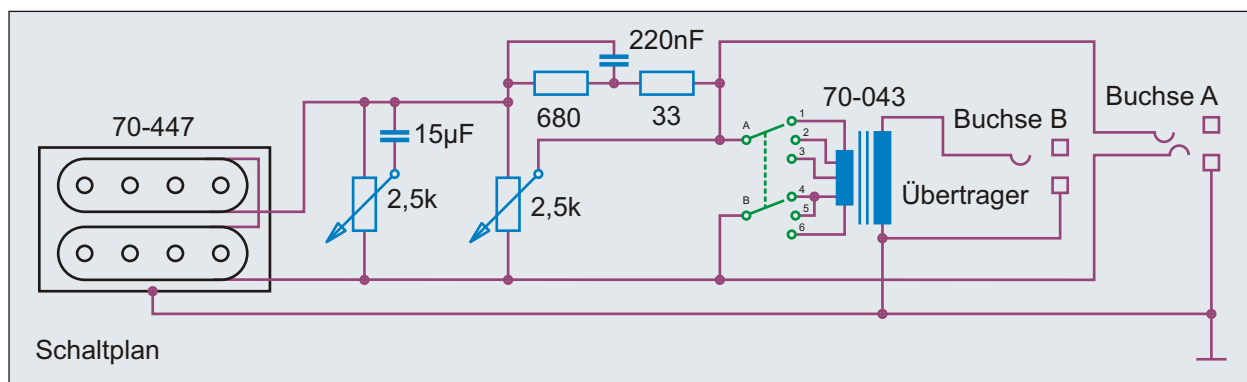 220nF
680
33
70-447
15µF
2,5k
2,5k
A
B
1
2
3
4
5
6
70-043
Übertrager
Buchse B
Buchse A
Schaltplan